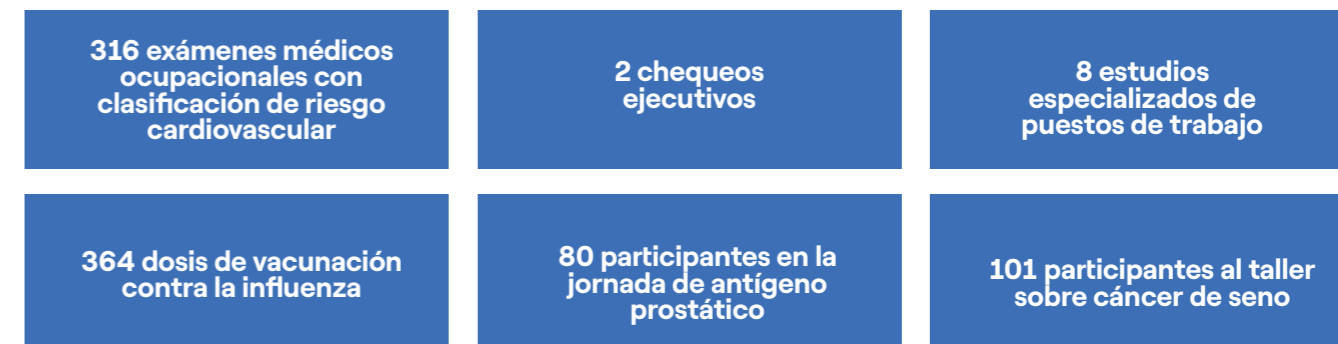 316 exámenes médicos
ocupacionales con
clasificación de riesgo
cardiovascular
2 chequeos
ejecutivos
8 estudios
especializados de
puestos de trabajo
364 dosis de vacunación
contra la influenza
80 participantes en la
jornada de antígeno
prostático
101 participantes al taller
sobre cáncer de seno